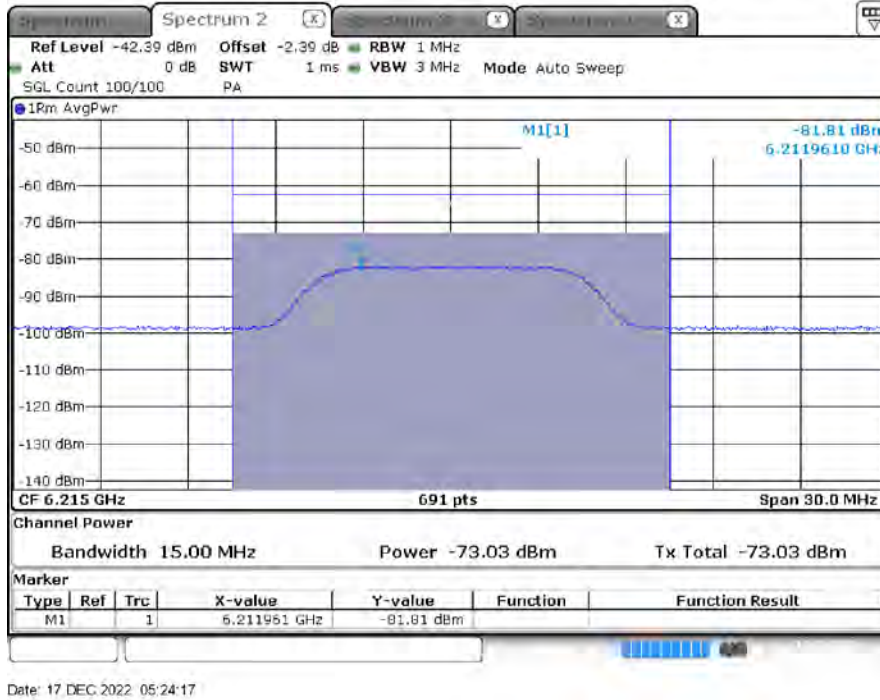 Spectrum 2 X X X
Ref Level -42.39 dBm Offset -2.39 dB RBW 1 MHz
Att 0 dB SWT 1 ms VBW 3 MHz Mode Auto Sweep
SGL Count 100/100 PA
1Rm AvgPwr
M1[1] -81.81 dBm
6.2119610 GHz
-50 dBm
-60 dBm
-70 dBm
-80 dBm
-90 dBm
-100 dBm
-110 dBm
-120 dBm
-130 dBm
-140 dBm
CF 6.215 GHz 691 pts Span 30.0 MHz
Channel Power
Bandwidth 15.00 MHz Power -73.03 dBm Tx Total -73.03 dBm
Marker
Type Ref Trc X-value Y-value Function Function Result
M1 1 6.211961 GHz -81.81 dBm
Date: 17.DEC.2022 05:24:17